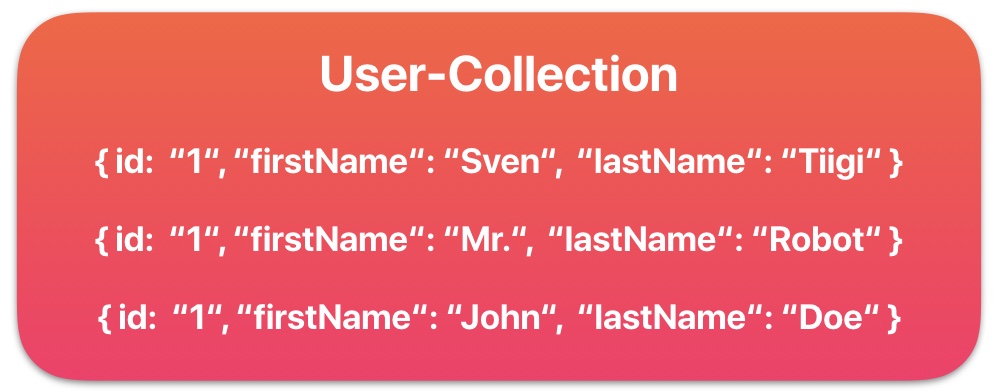 User-Collection
{ id: “1“, “firstName“: “Sven“, “lastName“: “Tiigi“ }
{ id: “1“, “firstName“: “Mr.“, “lastName“: “Robot“ }
{ id: “1“, “firstName“: “John“, “lastName“: “Doe“ }